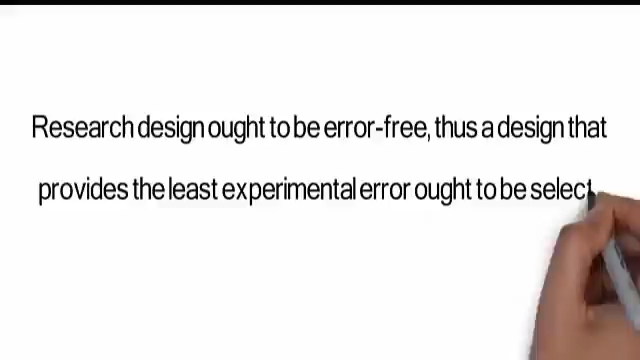 Research design ought to be error-free, thus a design that
provides the least experimental error ought to be select